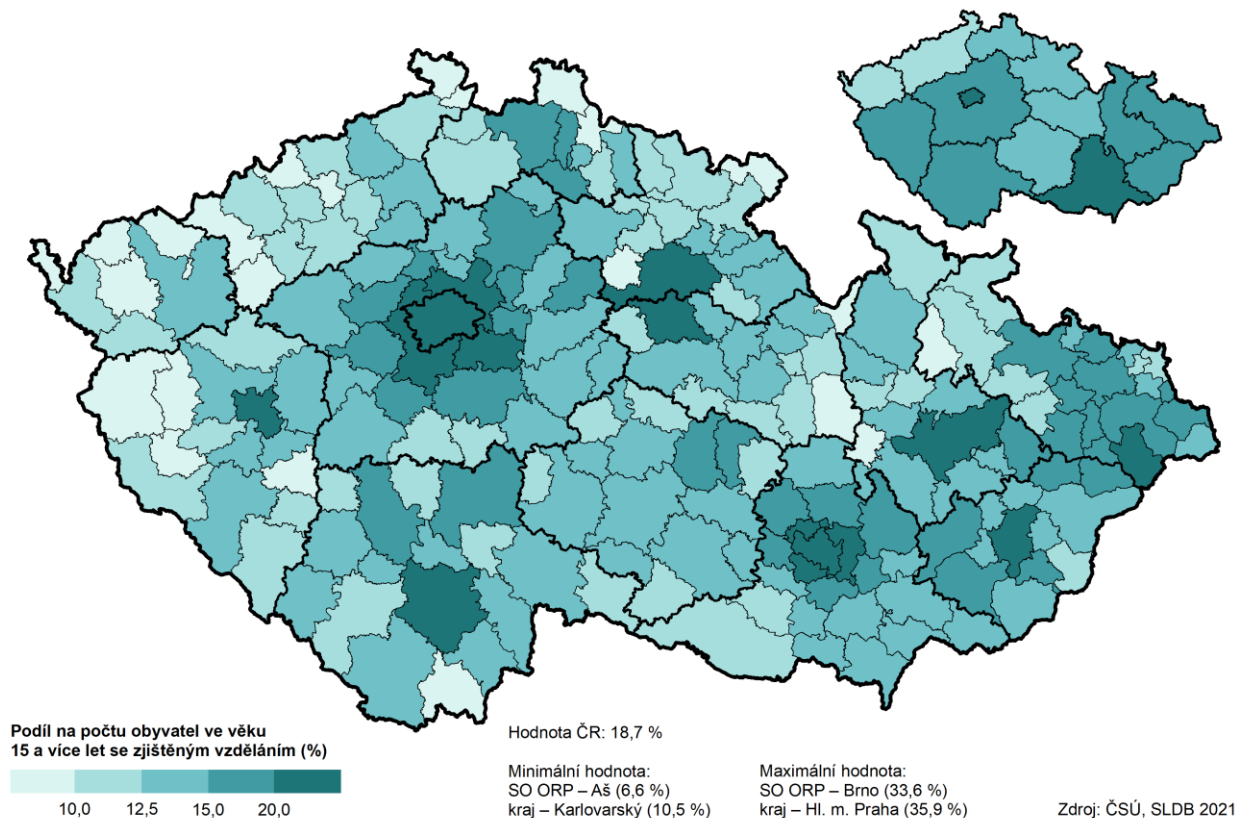 Podíl na počtu obyvatel ve věku
15 a více let se zjištěným vzděláním (%)
10,0 12,5 15,0 20,0
Hodnota ČR: 18,7 %
Minimální hodnota:
SO ORP – Aš (6,6 %)
kraj – Karlovarský (10,5 %)
Maximální hodnota:
SO ORP – Brno (33,6 %)
kraj – Hl. m. Praha (35,9 %)
Zdroj: ČSÚ, SLDB 2021